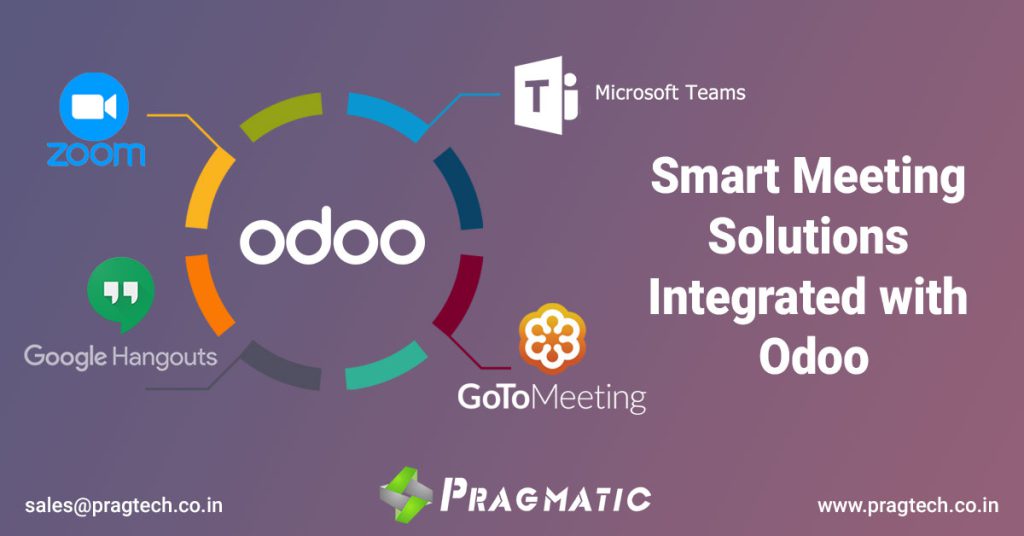 zoom
Microsoft Teams
odoo
Google Hangouts
GoToMeeting
Smart Meeting
Solutions
Integrated with
Odoo
sales@pragtech.co.in
PRAGMATIC
www.pragtech.co.in